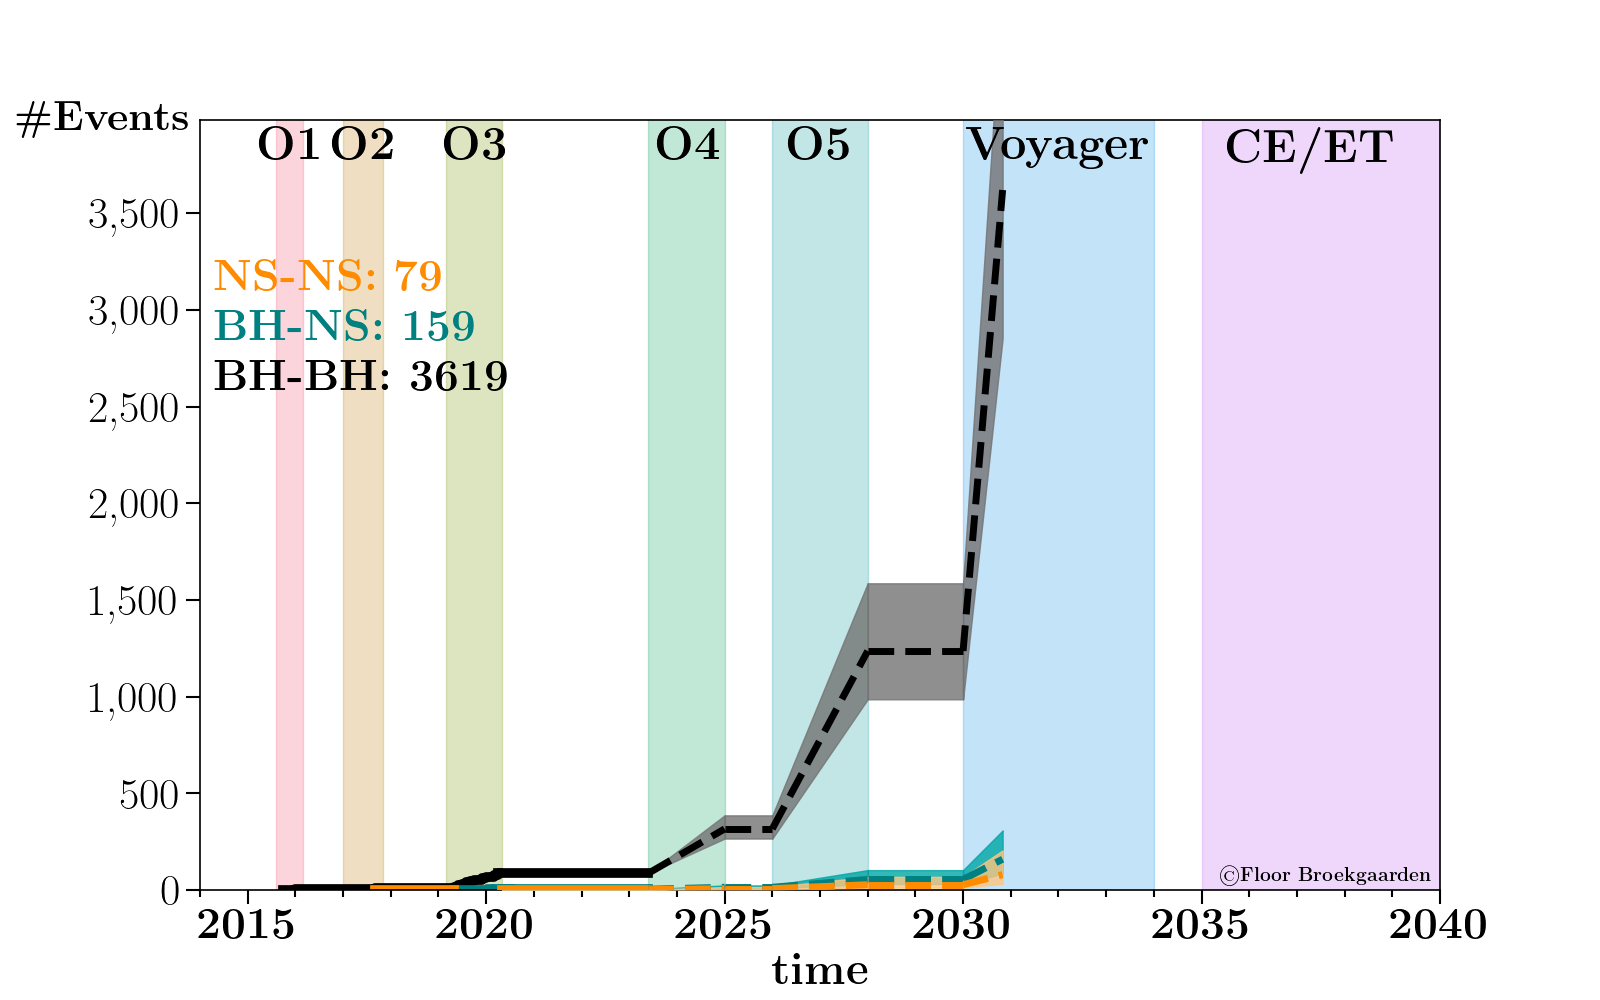 #Events
O1 O2 O3 O4 O5 Voyager CE/ET
3,500
NS-NS: 79
3,000
BH-NS: 159
BH-BH: 3619
2,500
2,000
1,500
1,000
500
©Floor Broekgaarden
0
2015 2020 2025 2030 2035 2040
time